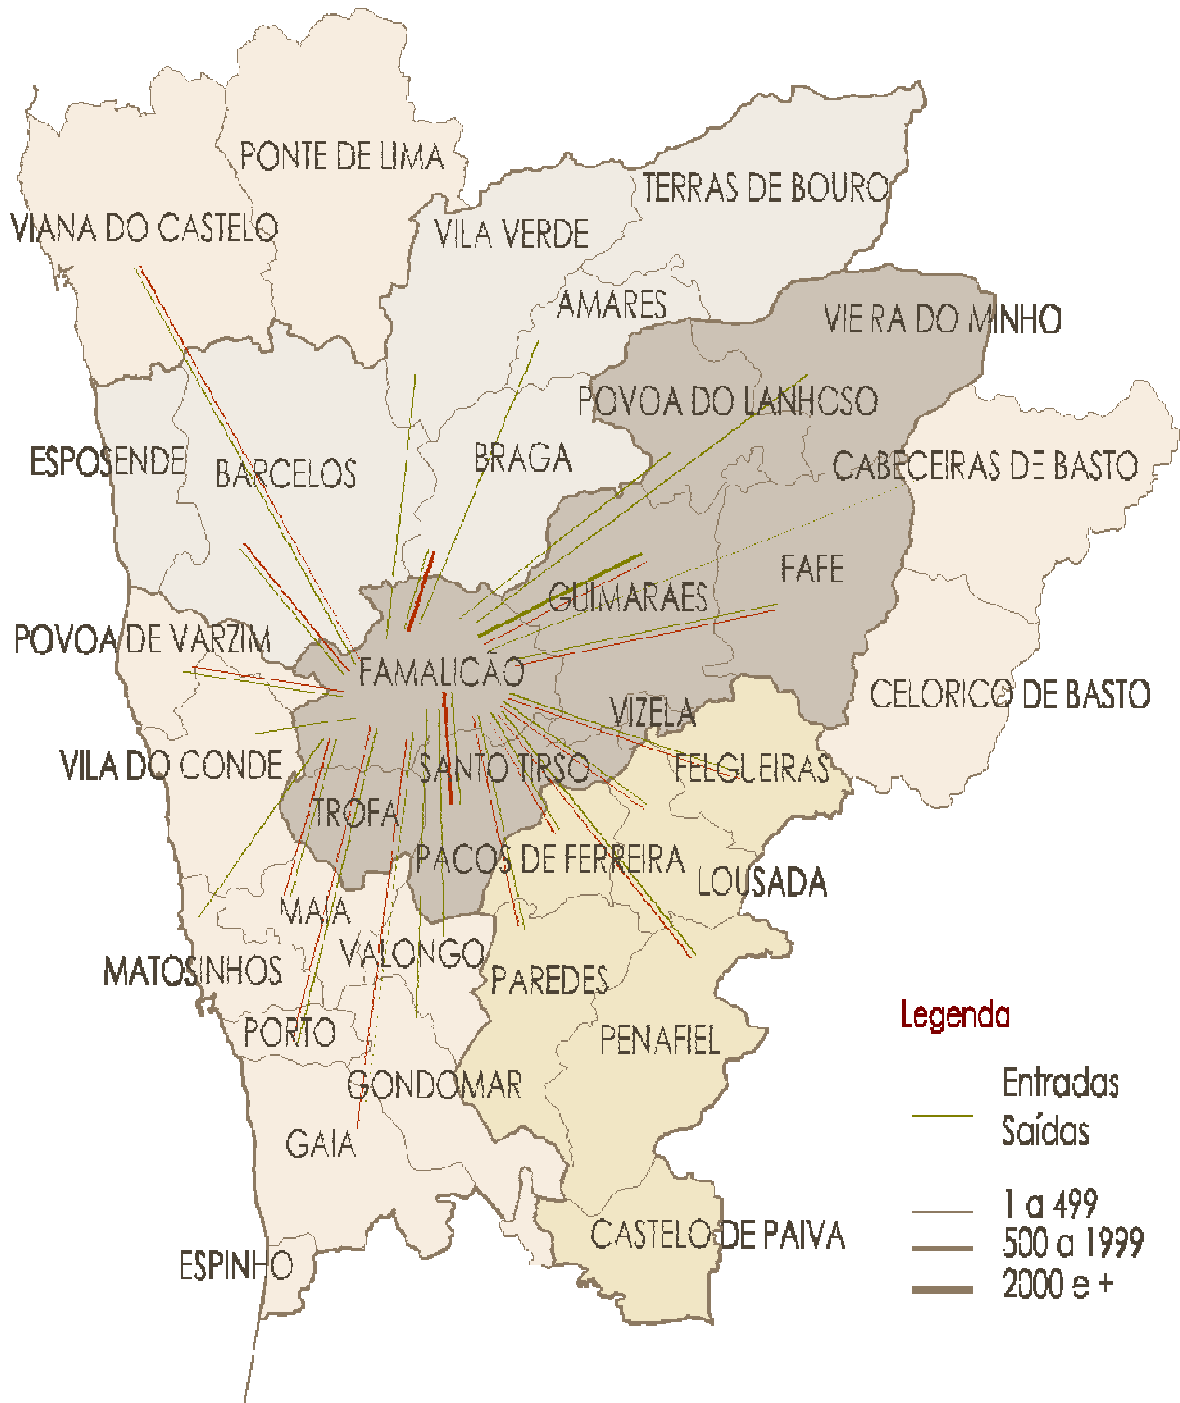 PONTE DE LIMA
TERRAS DE BOURO
VIANA DO CASTELO
VILA VERDE
AMARES
VIEIRA DO MINHO
POVOA DO LANHOSO
ESPOSENDE
BARCELOS
BRAGA
CABECEIRAS DE BASTO
FAFE
GUIMARAES
POVOA DE VARZIM
FAMALICÃO
CELORICO DE BASTO
VIZELA
VILA DO CONDE
SANTO TIRSO
FELGUEIRAS
TROFA
PACOS DE FERREIRA
LOUSADA
MAIA
VALONGO
MATOSINHOS
PAREDES
Legenda
PORTO
PENAFIEL
Entradas
GONDOMAR
Saídas
GAIA
1 a 499
CASTELO DE PAIVA
500 a 1999
ESPINHO
2000 e +